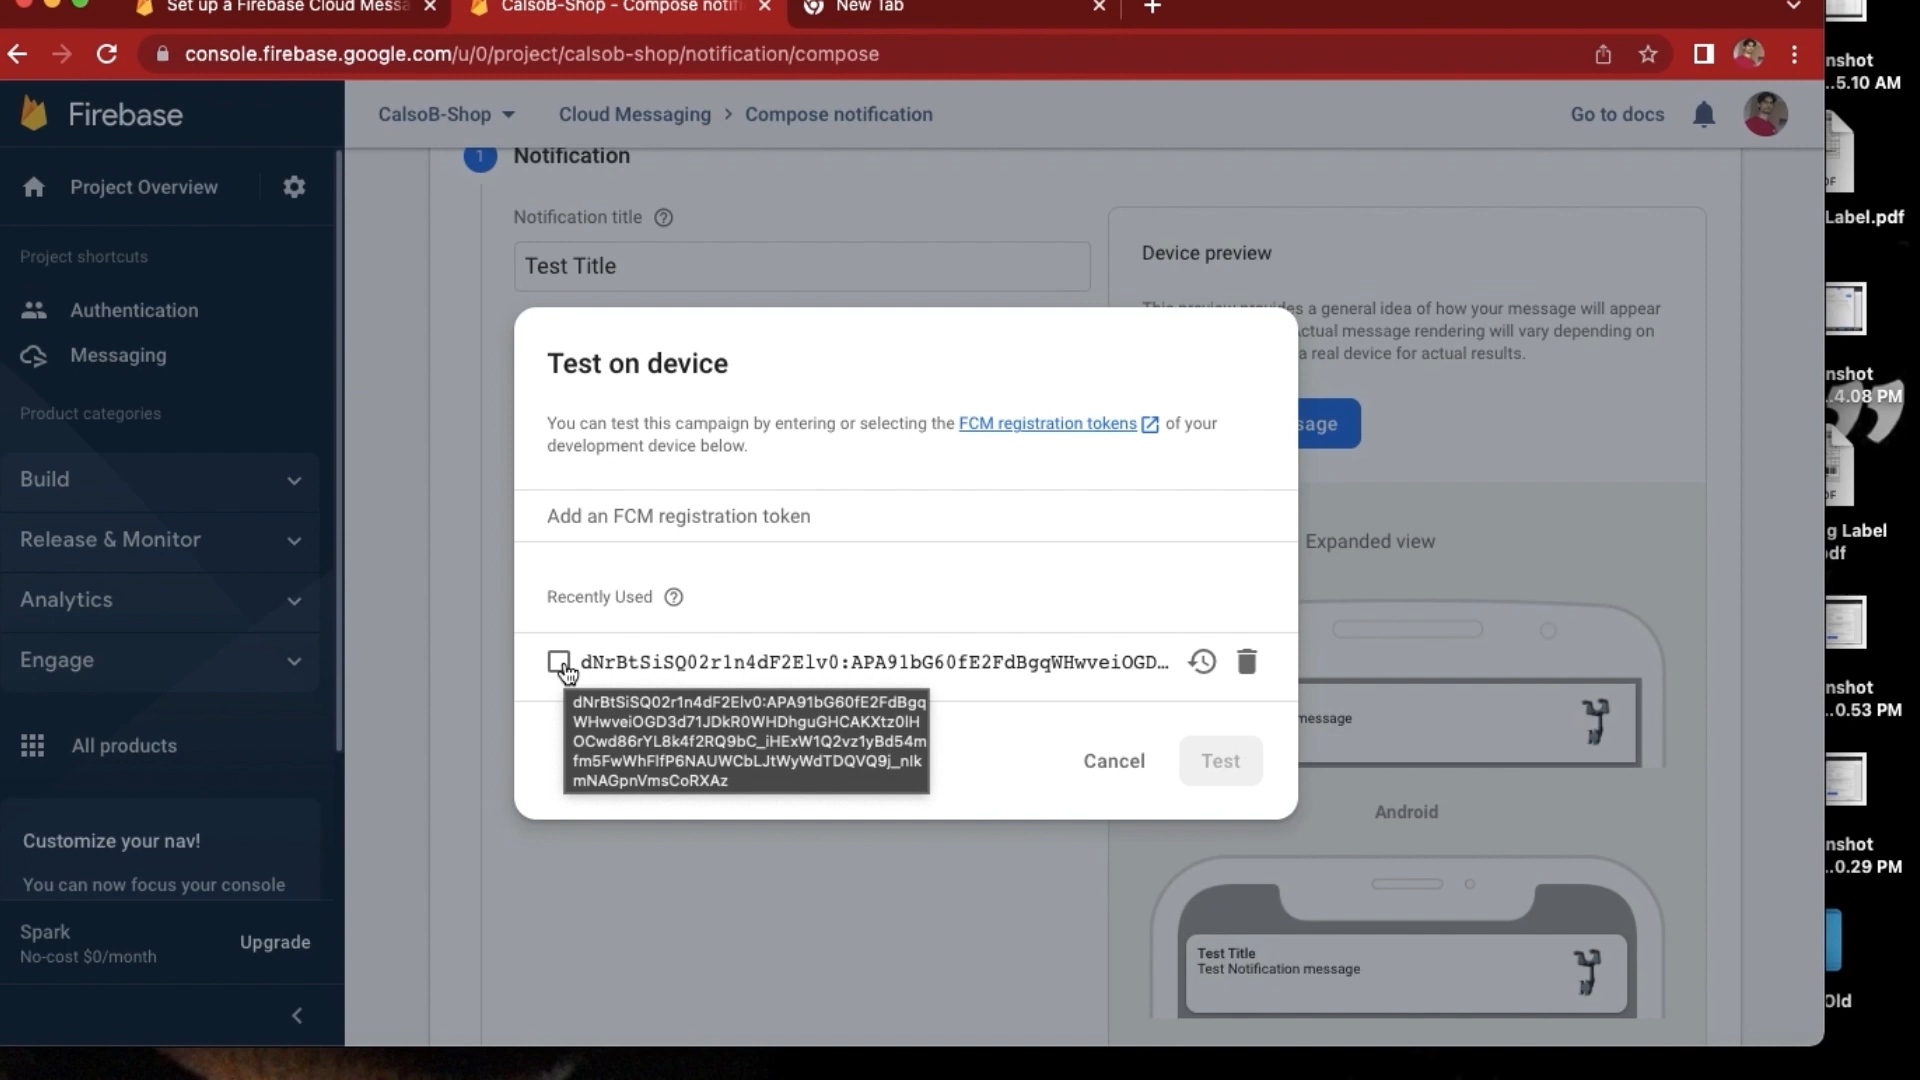 Set up a Firebase Cloud Messa
CalsoB-Shop - Compose notifi
New Tab
console.firebase.google.com/u/0/project/calsob-shop/notification/compose
Firebase
CalsoB-Shop
Cloud Messaging > Compose notification
Go to docs
Project Overview
Project shortcuts
Authentication
Messaging
Product categories
Build
Release & Monitor
Analytics
Engage
All products
Customize your nav!
You can now focus your console
Spark
No-cost $0/month
Upgrade
1 Notification
Notification title
Test Title
Device preview
This preview provides a general idea of how your message will appear
ctual message rendering will vary depending on
a real device for actual results.
sage
Test on device
You can test this campaign by entering or selecting the FCM registration tokens of your
development device below.
Add an FCM registration token
Recently Used
dNrBtSiSQ02r1n4dF2Elv0:APA91bG60fE2FdBgqWHwveiOGD…
dNrBtSiSQ02r1n4dF2Elv0:APA91bG60fE2FdBgq
WHwveiOGD3d71JDkR0WHDhguGHCAKXtz0lH
OCwd86rYL8k4f2RQ9bC_iHExW1Q2vz1yBd54m
fm5FwWhFlfP6NAUWCbLJtWyWdTDQVQ9j_nlk
mNAGpnVmsCoRXAz
Cancel
Test
Expanded view
message
Android
Test Title
Test Notification message
nshot
..5.10 AM
DF
Label.pdf
nshot
..4.08 PM
DF
g Label
df
nshot
..0.53 PM
nshot
..0.29 PM
Old